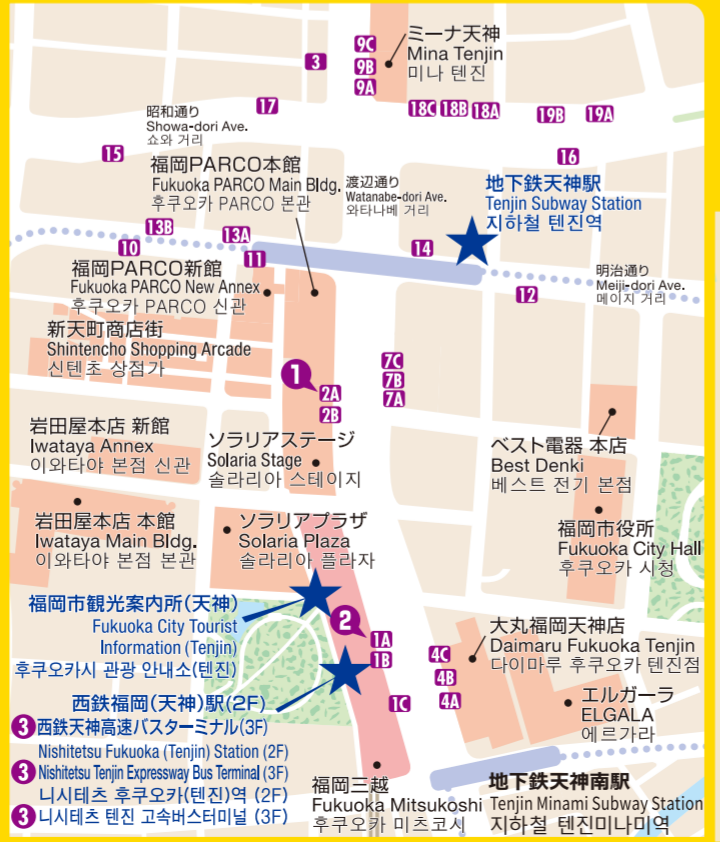 ミーナ天神
Mina Tenjin
미나 텐진
9C
9B
9A
3
17
18C 18B 18A
19B 19A
16
15
昭和通り
Showa-dori Ave.
쇼와 거리
福岡PARCO本館
Fukuoka PARCO Main Bldg.
후쿠오카 PARCO 본관
渡辺通り
Watanabe-dori Ave.
와타나베 거리
地下鉄天神駅
Tenjin Subway Station
지하철 텐진역
13B
13A
10
11
14
12
明治通り
Meiji-dori Ave.
메이지 거리
福岡PARCO新館
Fukuoka PARCO New Annex
후쿠오카 PARCO 신관
新天町商店街
Shintencho Shopping Arcade
신텐초 상점가
1
2A
2B
7C
7B
7A
岩田屋本店 新館
Iwataya Annex
이와타야 본점 신관
ソラリアステージ
Solaria Stage
솔라리아 스테이지
ベスト電器 本店
Best Denki
베스트 전기 본점
岩田屋本店 本館
Iwataya Main Bldg.
이와타야 본점 본관
ソラリアプラザ
Solaria Plaza
솔라리아 플라자
福岡市役所
Fukuoka City Hall
후쿠오카 시청
福岡市観光案内所(天神)
Fukuoka City Tourist
Information (Tenjin)
후쿠오카시 관광 안내소(텐진)
2
1A
1B
1C
4C
4B
4A
大丸福岡天神店
Daimaru Fukuoka Tenjin
다이마루 후쿠오카 텐진점
エルガーラ
ELGALA
에르가라
西鉄福岡(天神)駅(2F)
3 西鉄天神高速バスターミナル(3F)
Nishitetsu Fukuoka (Tenjin) Station (2F)
3 Nishitetsu Tenjin Expressway Bus Terminal (3F)
니시테츠 후쿠오카(텐진)역 (2F)
3 니시테츠 텐진 고속버스터미널 (3F)
福岡三越
Fukuoka Mitsukoshi
후쿠오카 미츠코시
地下鉄天神南駅
Tenjin Minami Subway Station
지하철 텐진미나미역